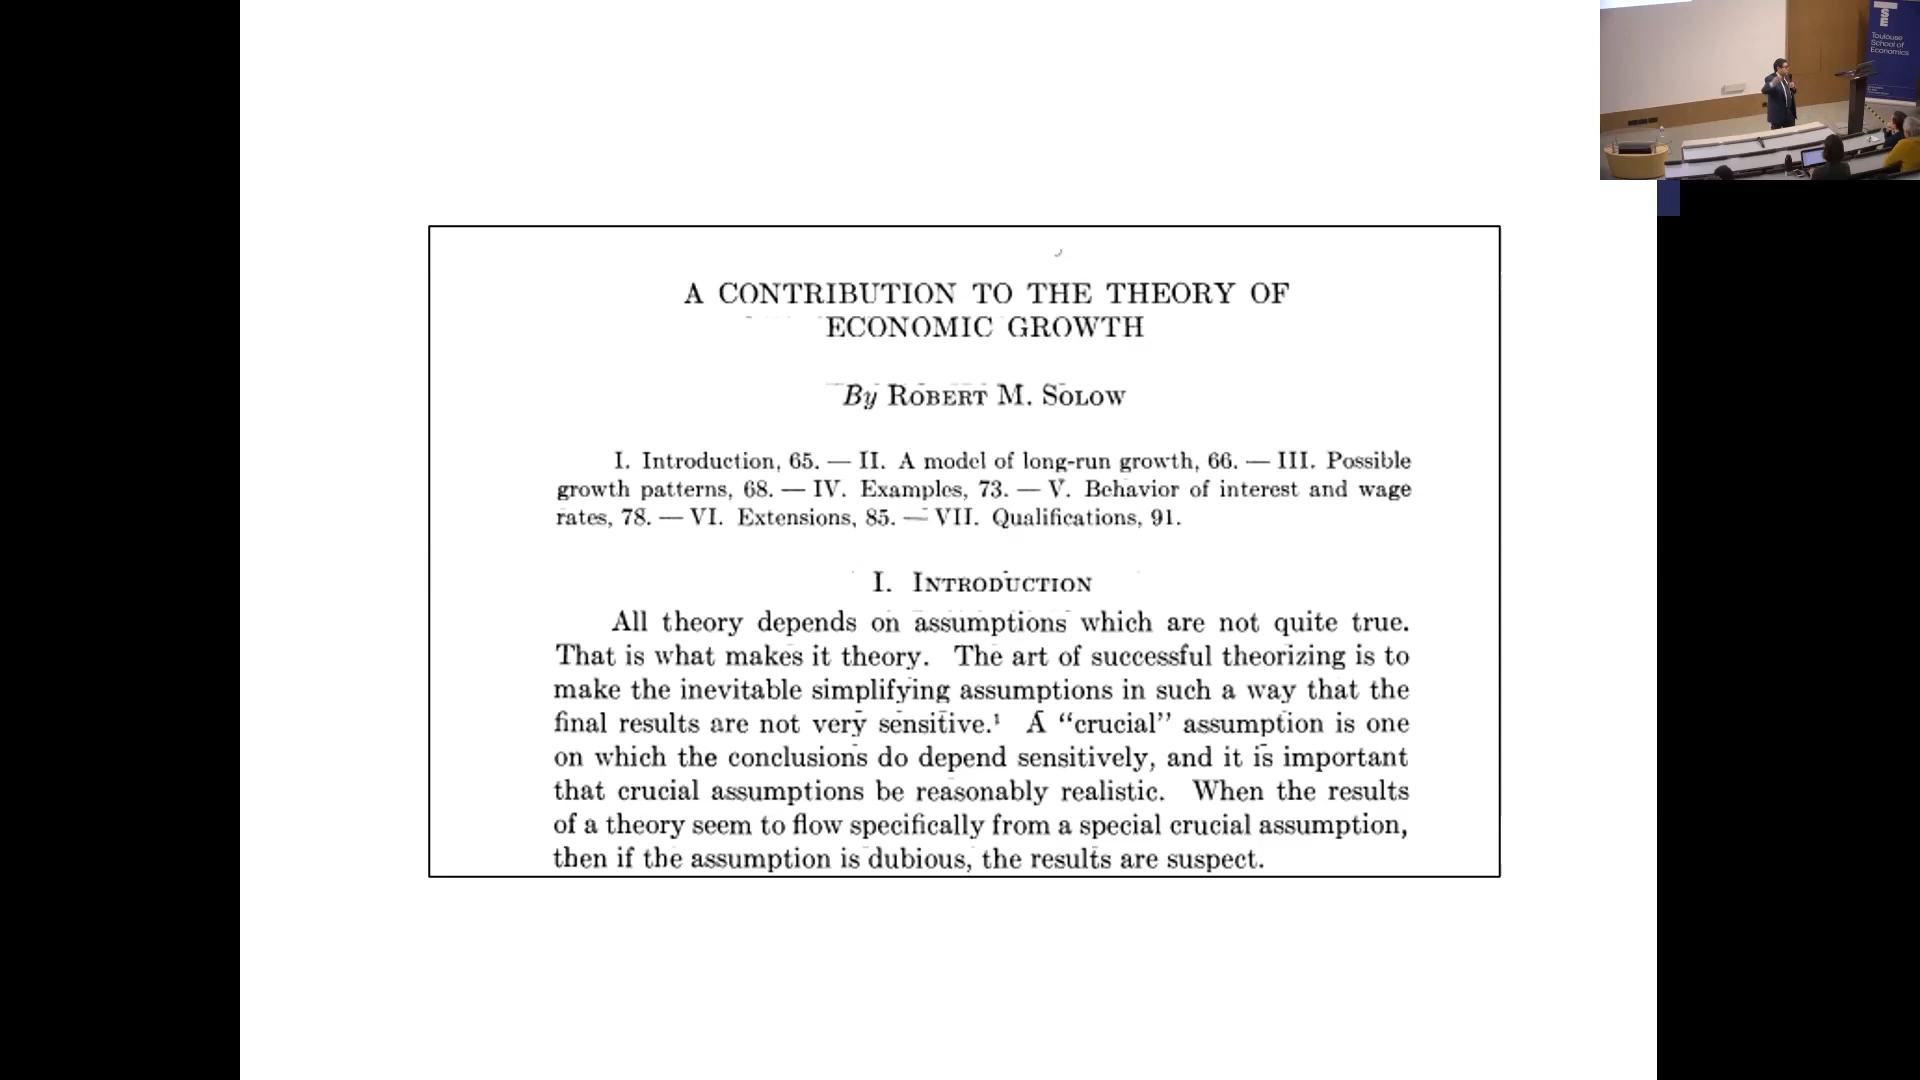 T
SE
Toulouse
School of
Economics
A CONTRIBUTION TO THE THEORY OF
ECONOMIC GROWTH
By ROBERT M. SOLOW
I. Introduction, 65. — II. A model of long-run growth, 66. — III. Possible
growth patterns, 68. — IV. Examples, 73. — V. Behavior of interest and wage
rates, 78. — VI. Extensions, 85. — VII. Qualifications, 91.
I. INTRODUCTION
All theory depends on assumptions which are not quite true.
That is what makes it theory. The art of successful theorizing is to
make the inevitable simplifying assumptions in such a way that the
final results are not very sensitive.¹ A “crucial” assumption is one
on which the conclusions do depend sensitively, and it is important
that crucial assumptions be reasonably realistic. When the results
of a theory seem to flow specifically from a special crucial assumption,
then if the assumption is dubious, the results are suspect.